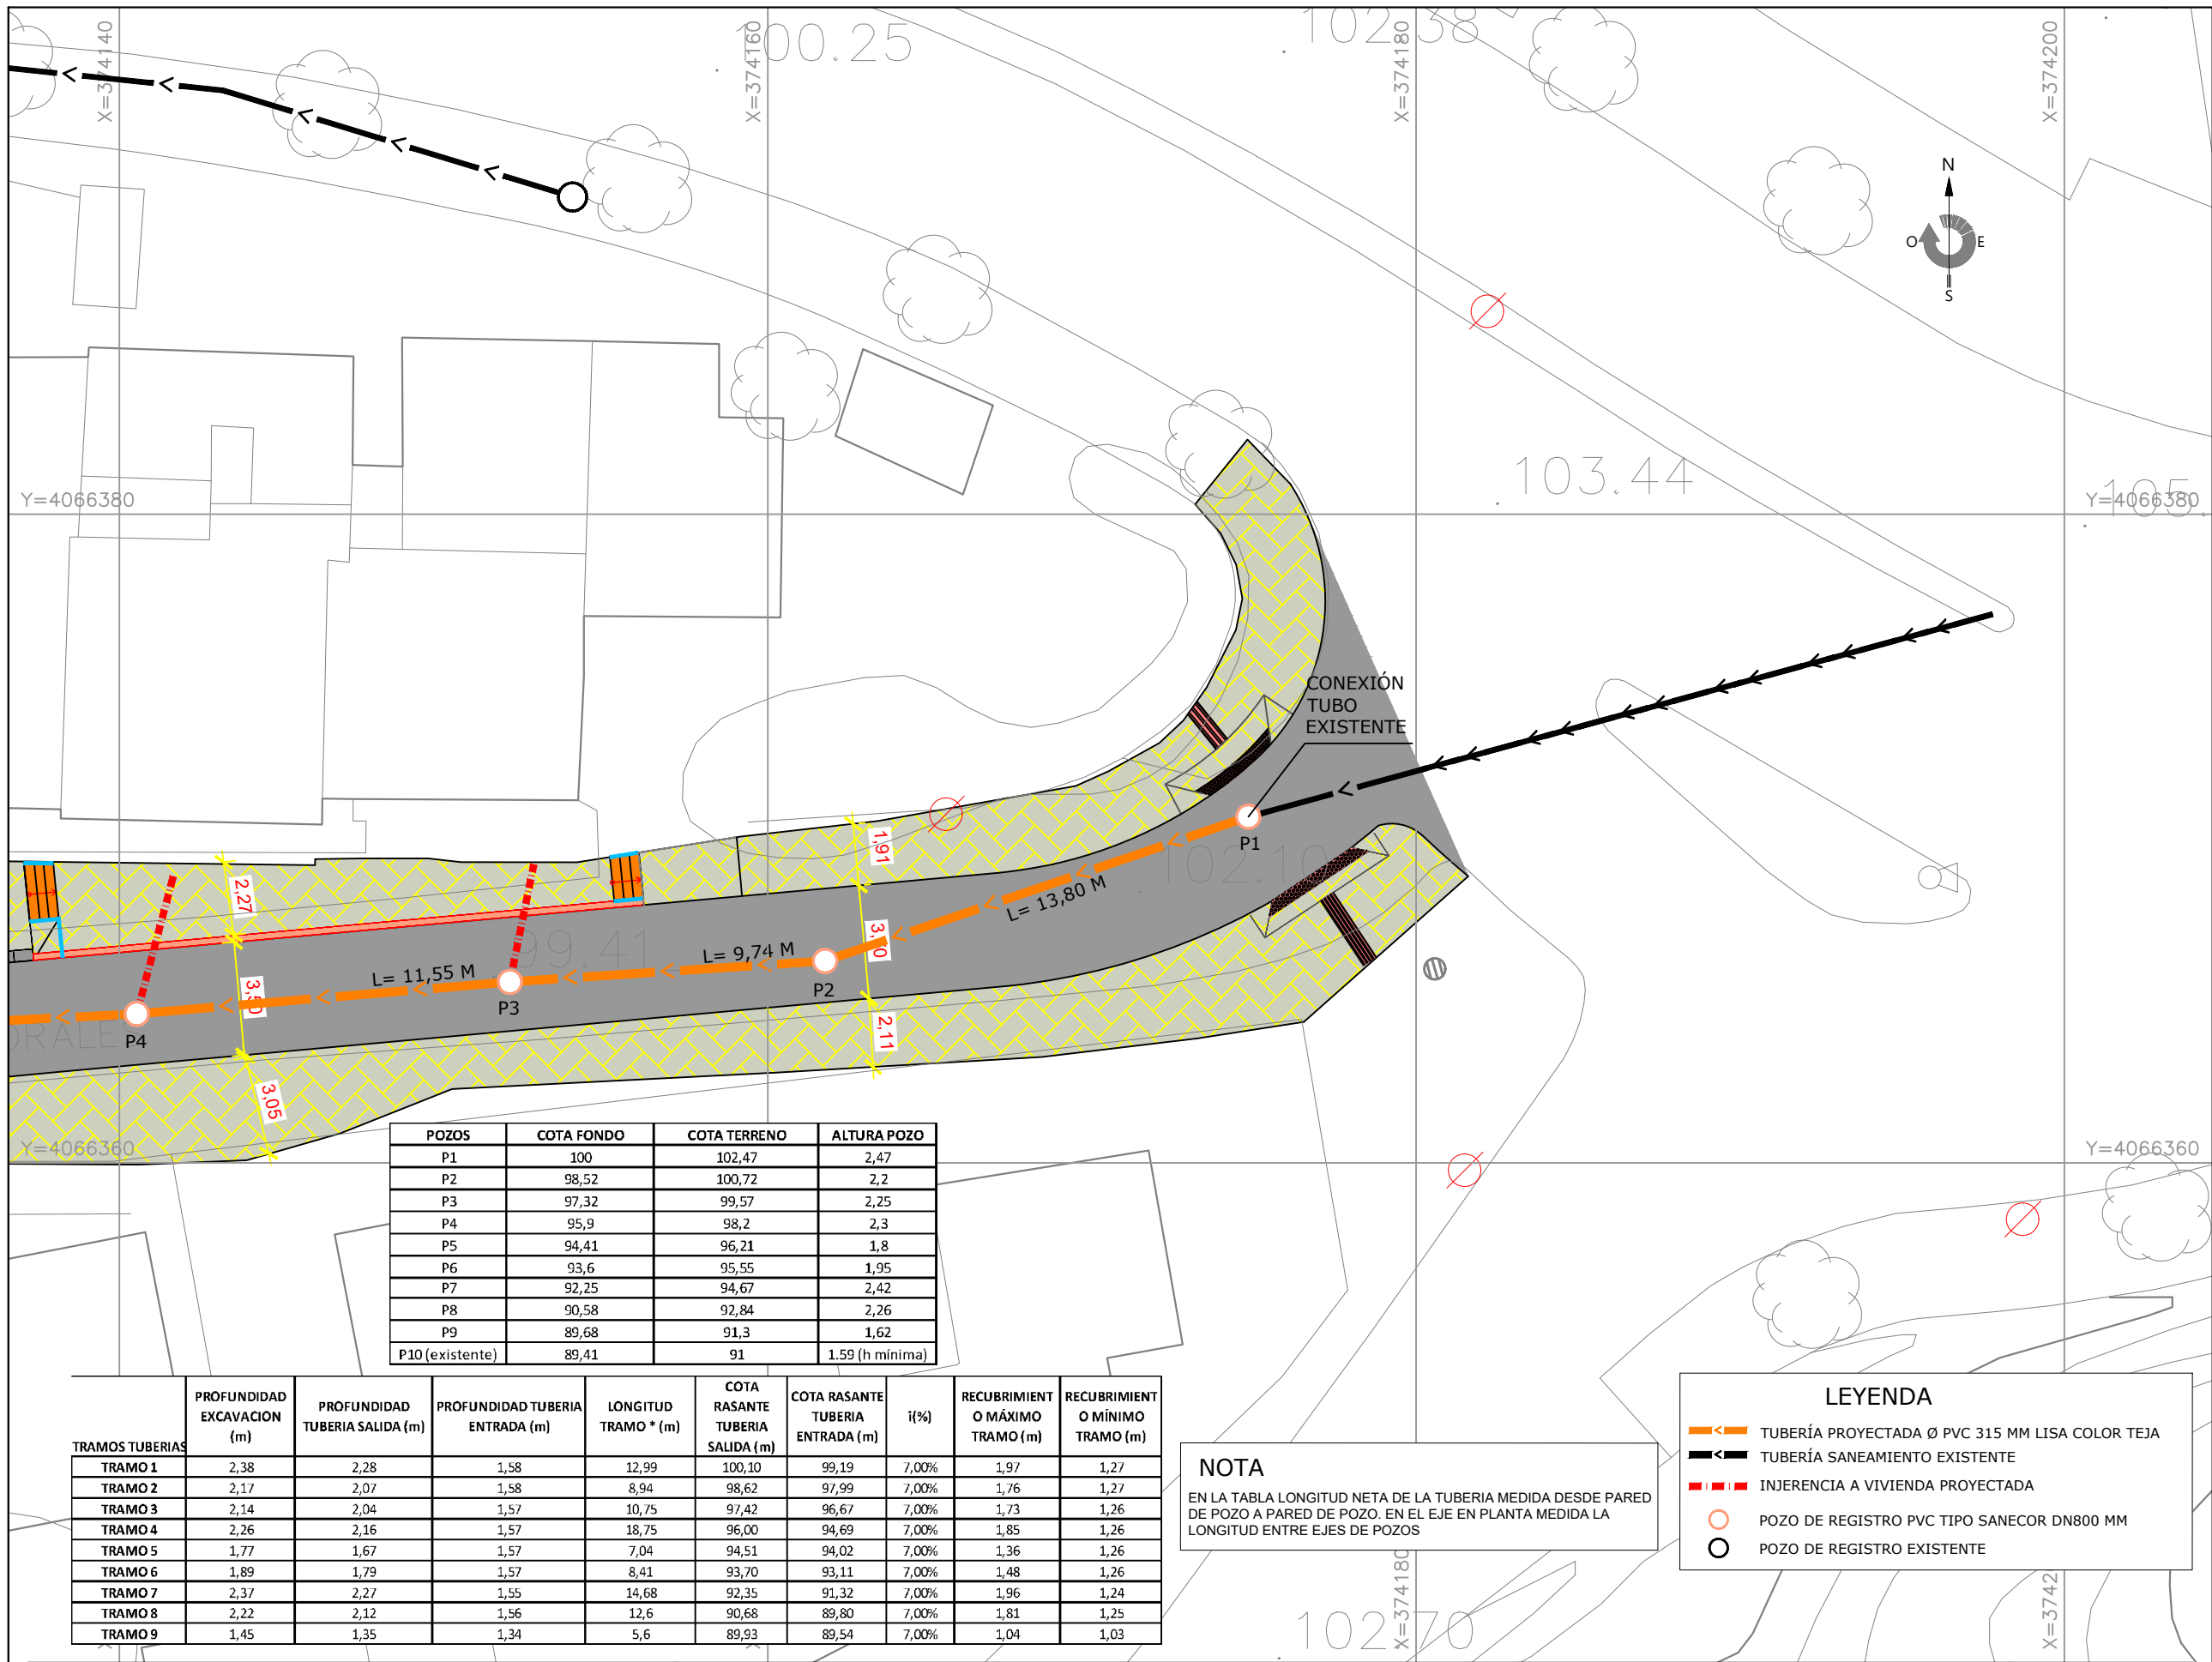 X=374140
X=374160
X=374180
X=374200
100.25
102.38
N
O
E
S
103.44
105.
Y=4066380
Y=4066380
CONEXIÓN
TUBO
EXISTENTE
P1
102.10
1,91
L= 13,80 M
2,27
99.41
L= 9,74 M
L= 11,55 M
P2
P3
P4
2,11
3,05
Y=4066360
Y=4066360
POZOS COTA FONDO COTA TERRENO ALTURA POZO
P1 100 102,47 2,47
P2 98,52 100,72 2,2
P3 97,32 99,57 2,25
P4 95,9 98,2 2,3
P5 94,41 96,21 1,8
P6 93,6 95,55 1,95
P7 92,25 94,67 2,42
P8 90,58 92,84 2,26
P9 89,68 91,3 1,62
P10 (existente) 89,41 91 1.59 (h mínima)
TRAMOS TUBERIAS PROFUNDIDAD EXCAVACION (m) PROFUNDIDAD TUBERIA SALIDA (m) PROFUNDIDAD TUBERIA ENTRADA (m) LONGITUD TRAMO * (m) COTA RASANTE TUBERIA SALIDA (m) COTA RASANTE TUBERIA ENTRADA (m) i(%) RECUBRIMIENTO MÁXIMO TRAMO (m) RECUBRIMIENTO MÍNIMO TRAMO (m)
TRAMO 1 2,38 2,28 1,58 12,99 100,10 99,19 7,00% 1,97 1,27
TRAMO 2 2,17 2,07 1,58 8,94 98,62 97,99 7,00% 1,76 1,27
TRAMO 3 2,14 2,04 1,57 10,75 97,42 96,67 7,00% 1,73 1,26
TRAMO 4 2,26 2,16 1,57 18,75 96,00 94,69 7,00% 1,85 1,26
TRAMO 5 1,77 1,67 1,57 7,04 94,51 94,02 7,00% 1,36 1,26
TRAMO 6 1,89 1,79 1,57 8,41 93,70 93,11 7,00% 1,48 1,26
TRAMO 7 2,37 2,27 1,55 14,68 92,35 91,32 7,00% 1,96 1,24
TRAMO 8 2,22 2,12 1,56 12,6 90,68 89,80 7,00% 1,81 1,25
TRAMO 9 1,45 1,35 1,34 5,6 89,93 89,54 7,00% 1,04 1,03
NOTA
EN LA TABLA LONGITUD NETA DE LA TUBERIA MEDIDA DESDE PARED
DE POZO A PARED DE POZO. EN EL EJE EN PLANTA MEDIDA LA
LONGITUD ENTRE EJES DE POZOS
LEYENDA
TUBERÍA PROYECTADA Ø PVC 315 MM LISA COLOR TEJA
TUBERÍA SANEAMIENTO EXISTENTE
INJERENCIA A VIVIENDA PROYECTADA
POZO DE REGISTRO PVC TIPO SANECOR DN800 MM
POZO DE REGISTRO EXISTENTE
102.70
X=374180
X=3742